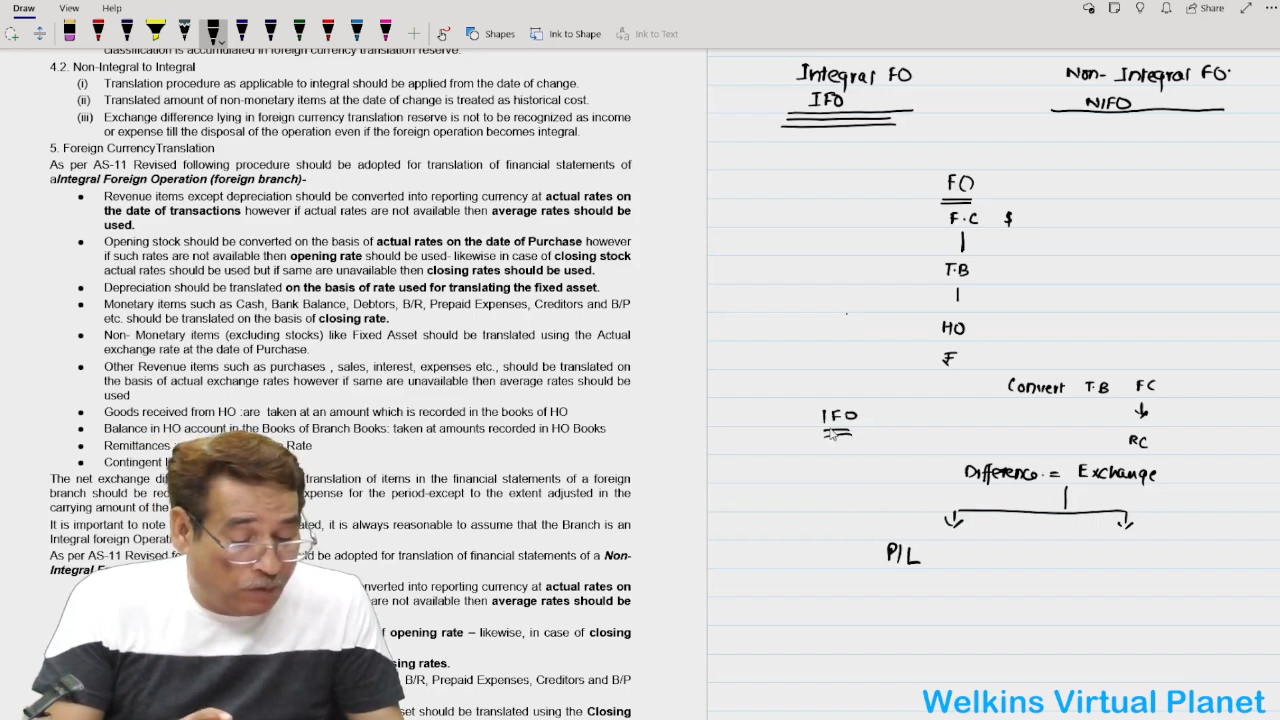 Draw View Help Share
Shapes Ink to Shape Ink to Text
classification is accumulated in foreign currency translation reserve.
4.2. Non-Integral to Integral
(i) Translation procedure as applicable to integral should be applied from the date of change.
(ii) Translated amount of non-monetary items at the date of change is treated as historical cost.
(iii) Exchange difference lying in foreign currency translation reserve is not to be recognized as income
or expense till the disposal of the operation even if the foreign operation becomes integral.
5. Foreign CurrencyTranslation
As per AS-11 Revised following procedure should be adopted for translation of financial statements of
aIntegral Foreign Operation (foreign branch)-
• Revenue items except depreciation should be converted into reporting currency at actual rates on
the date of transactions however if actual rates are not available then average rates should be
used.
• Opening stock should be converted on the basis of actual rates on the date of Purchase however
if such rates are not available then opening rate should be used- likewise in case of closing stock
actual rates should be used but if same are unavailable then closing rates should be used.
• Depreciation should be translated on the basis of rate used for translating the fixed asset.
• Monetary items such as Cash, Bank Balance, Debtors, B/R, Prepaid Expenses, Creditors and B/P
etc. should be translated on the basis of closing rate.
• Non- Monetary items (excluding stocks) like Fixed Asset should be translated using the Actual
exchange rate at the date of Purchase.
• Other Revenue items such as purchases , sales, interest, expenses etc., should be translated on
the basis of actual exchange rates however if same are unavailable then average rates should be
used
• Goods received from HO :are taken at an amount which is recorded in the books of HO
• Balance in HO account in the Books of Branch Books: taken at amounts recorded in HO Books
• Remittances Rate
• Contingent
The net exchange translation of items in the financial statements of a foreign
branch should be expense for the period-except to the extent adjusted in the
carrying amount of the
It is important to note it is always reasonable to assume that the Branch is an
Integral foreign
As per AS-11 Revised be adopted for translation of financial statements of a Non-
Integral
converted into reporting currency at actual rates on
are not available then average rates should be
opening rate – likewise, in case of closing
rates.
B/R, Prepaid Expenses, Creditors and B/P
should be translated using the Closing
Integral FO
IFO
Non-Integral FO.
NIFO
FO
F.C $
T.B
HO
₹
Convert T.B FC
RC
IFO
Difference. = Exchange
P/L
Welkins Virtual Planet